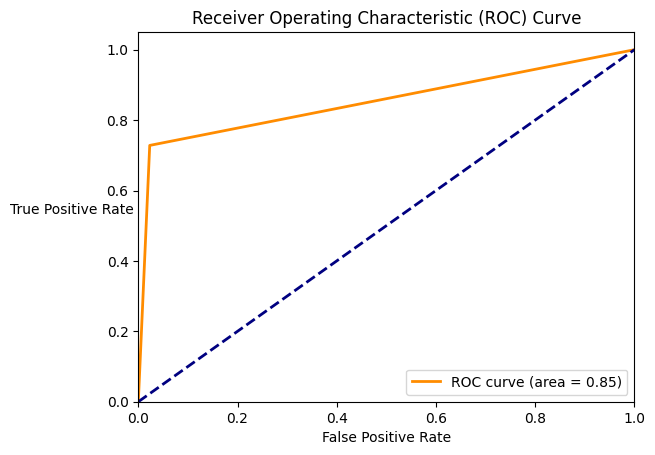 Receiver Operating Characteristic (ROC) Curve
1.0
0.8
0.6
True Positive Rate
0.4
0.2
0.0
ROC curve (area = 0.85)
0.0 0.2 0.4 0.6 0.8 1.0
False Positive Rate